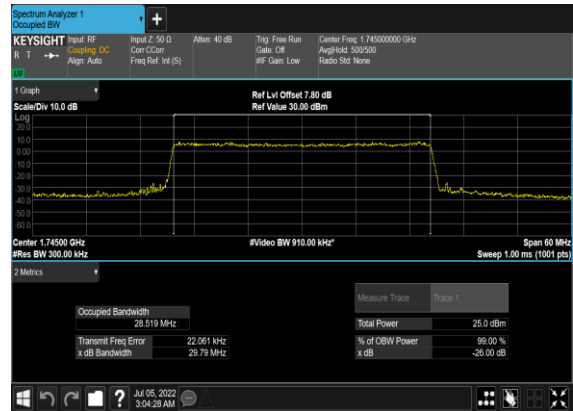 Spectrum Analyzer 1
Occupied BW
KEYSIGHT Input: RF Input Z: 50 Ω Atten: 40 dB Trig: Free Run Center Freq: 1.745000000 GHz
R T Coupling: DC Corr CCorr Gate: Off Avg|Hold: 500/500
Align: Auto Freq Ref: Int (S) #IF Gain: Low Radio Std: None
1 Graph
Ref Lvl Offset 7.80 dB
Scale/Div 10.0 dB Ref Value 30.00 dBm
Log
20.0
10.0
0.00
-10.0
-20.0
-30.0
-40.0
-50.0
-60.0
Center 1.74500 GHz #Video BW 910.00 kHz* Span 60 MHz
#Res BW 300.00 kHz Sweep 1.00 ms (1001 pts)
2 Metrics
Measure Trace Trace 1
Occupied Bandwidth
28.519 MHz Total Power 25.0 dBm
Transmit Freq Error 22.061 kHz % of OBW Power 99.00 %
x dB Bandwidth 29.79 MHz x dB -26.00 dB
? Jul 05, 2022
3:04:28 AM